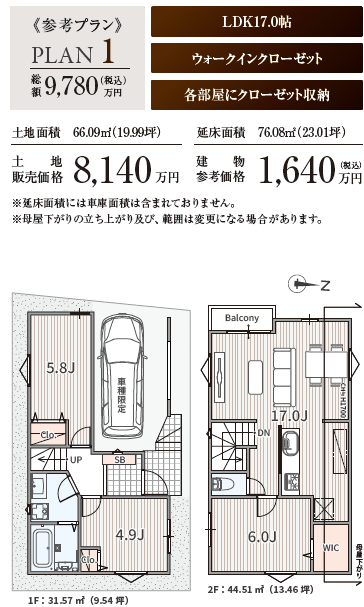 《参考プラン》
PLAN 1
総額 9,780 (税込) 万円
LDK17.0帖
ウォークインクローゼット
各部屋にクローゼット収納
土地面積 66.09㎡(19.99坪)
延床面積 76.08㎡(23.01坪)
土地販売価格 8,140 万円
建物参考価格 1,640 (税込) 万円
※延床面積には車庫面積は含まれておりません。
※母屋下がりの立ち上がり及び、範囲は変更になる場合があります。
N
Balcony
5.8J
車種限定
17.0J
CH=H1700
Clo.
UP
SB
DN
4.9J
Clo.
6.0J
WIC
母屋下がり
1F：31.57 ㎡ (9.54 坪)
2F：44.51 ㎡ (13.46 坪)